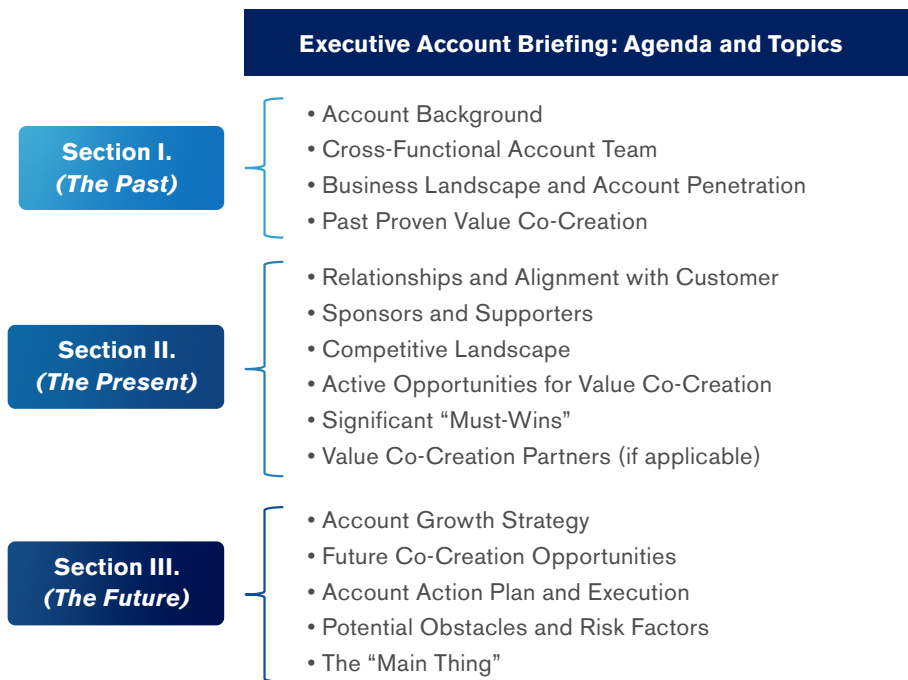 Executive Account Briefing: Agenda and Topics
Section I.
(The Past)
• Account Background
• Cross-Functional Account Team
• Business Landscape and Account Penetration
• Past Proven Value Co-Creation
Section II.
(The Present)
• Relationships and Alignment with Customer
• Sponsors and Supporters
• Competitive Landscape
• Active Opportunities for Value Co-Creation
• Significant “Must-Wins”
• Value Co-Creation Partners (if applicable)
Section III.
(The Future)
• Account Growth Strategy
• Future Co-Creation Opportunities
• Account Action Plan and Execution
• Potential Obstacles and Risk Factors
• The “Main Thing”